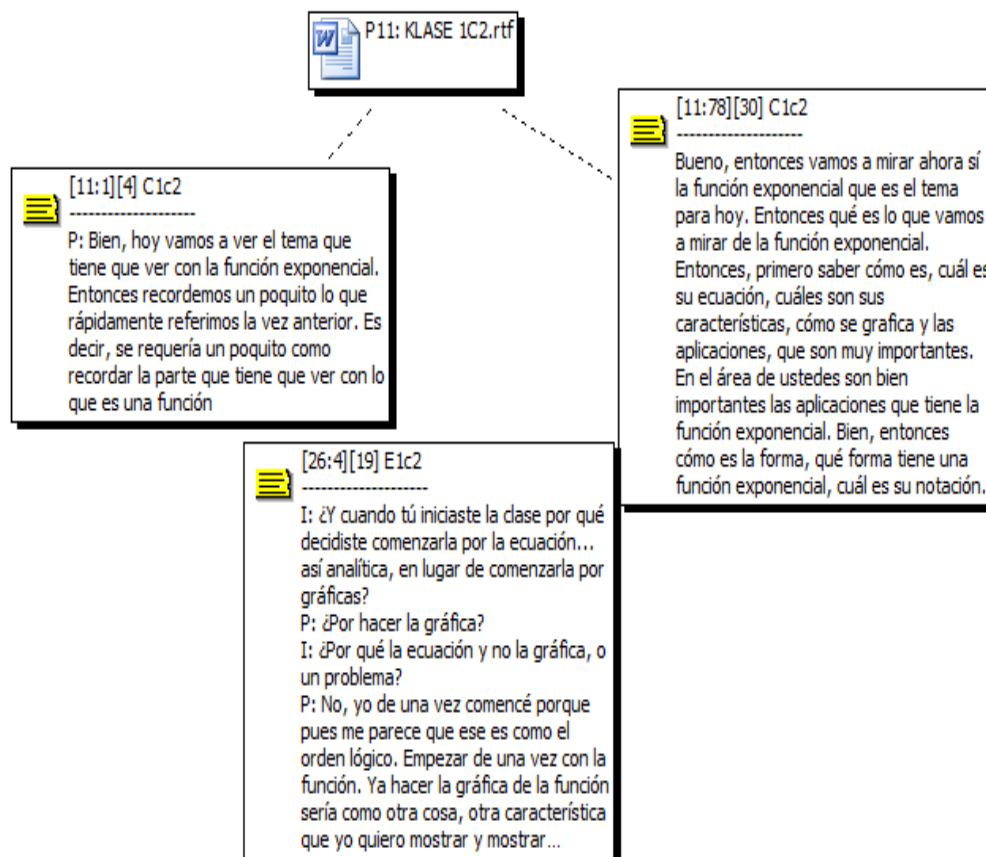 P11: KLASE 1C2.rtf
[11:1][4] C1c2
--------------------
P: Bien, hoy vamos a ver el tema que
tiene que ver con la función exponencial.
Entonces recordemos un poquito lo que
rápidamente referimos la vez anterior. Es
decir, se requería un poquito como
recordar la parte que tiene que ver con lo
que es una función
[11:78][30] C1c2
--------------------
Bueno, entonces vamos a mirar ahora sí
la función exponencial que es el tema
para hoy. Entonces qué es lo que vamos
a mirar de la función exponencial.
Entonces, primero saber cómo es, cuál es
su ecuación, cuáles son sus
características, cómo se grafica y las
aplicaciones, que son muy importantes.
En el área de ustedes son bien
importantes las aplicaciones que tiene la
función exponencial. Bien, entonces
cómo es la forma, qué forma tiene una
función exponencial, cuál es su notación.
[26:4][19] E1c2
--------------------
I: ¿Y cuando tú iniciaste la clase por qué
decidiste comenzarla por la ecuación...
así analítica, en lugar de comenzarla por
gráficas?
P: ¿Por hacer la gráfica?
I: ¿Por qué la ecuación y no la gráfica, o
un problema?
P: No, yo de una vez comencé porque
pues me parece que ese es como el
orden lógico. Empezar de una vez con la
función. Ya hacer la gráfica de la función
sería como otra cosa, otra característica
que yo quiero mostrar y mostrar...